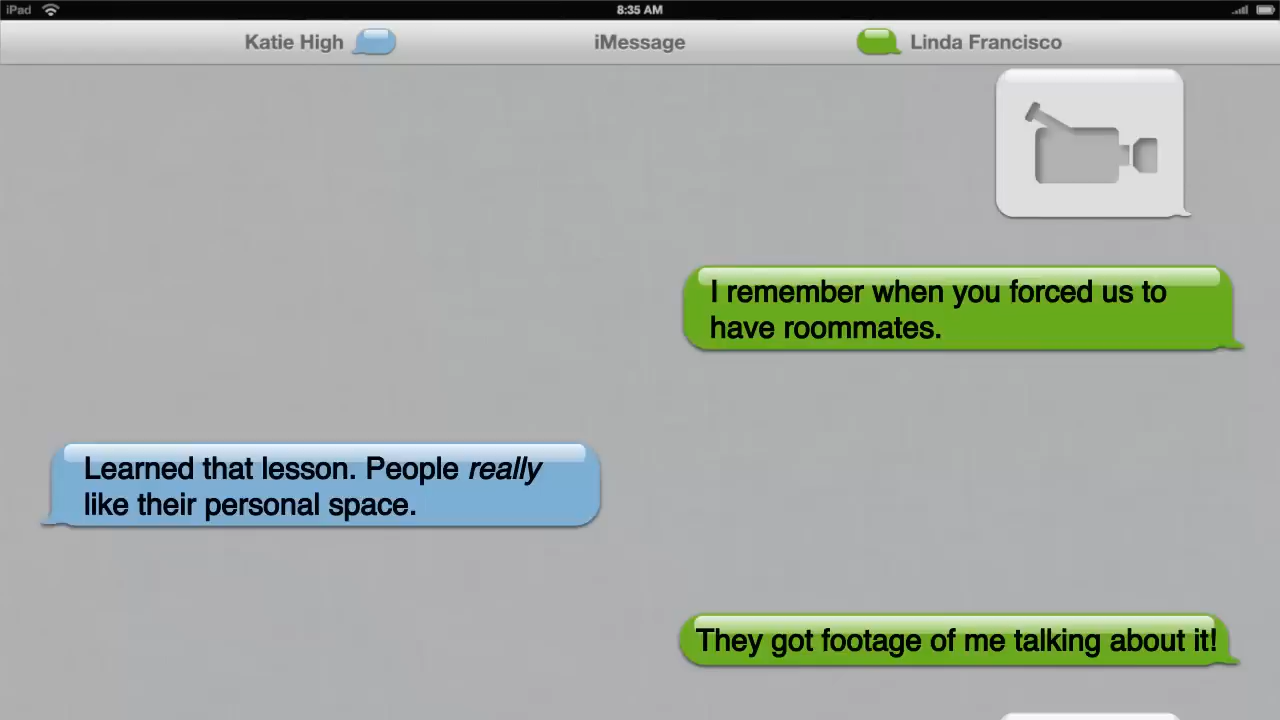 iPad
8:35 AM
Katie High
iMessage
Linda Francisco
I remember when you forced us to
have roommates.
Learned that lesson. People really
like their personal space.
They got footage of me talking about it!